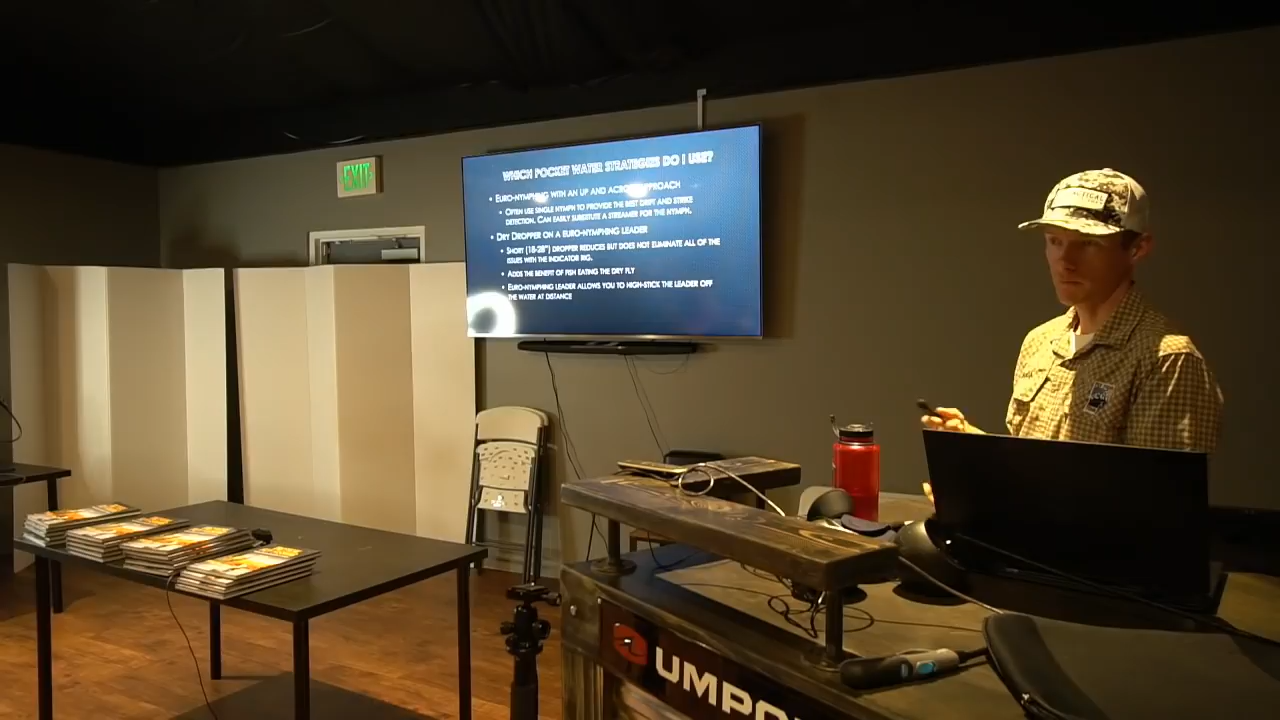 EXIT
WHICH POCKET WATER STRATEGIES DO I USE?
• EURO-NYMPHING WITH AN UP AND ACROSS APPROACH
• OFTEN USE SINGLE NYMPH TO PROVIDE THE BEST DRIFT AND STRIKE
DETECTION. CAN EASILY SUBSTITUTE A STREAMER FOR THE NYMPH.
• DRY DROPPER ON A EURO-NYMPHING LEADER
• SHORT (18-28") DROPPER REDUCES BUT DOES NOT ELIMINATE ALL OF THE
ISSUES WITH THE INDICATOR RIG.
• ADDS THE BENEFIT OF FISH EATING THE DRY FLY
• EURO-NYMPHING LEADER ALLOWS YOU TO HIGH-STICK THE LEADER OFF
THE WATER AT DISTANCE
UMPQU